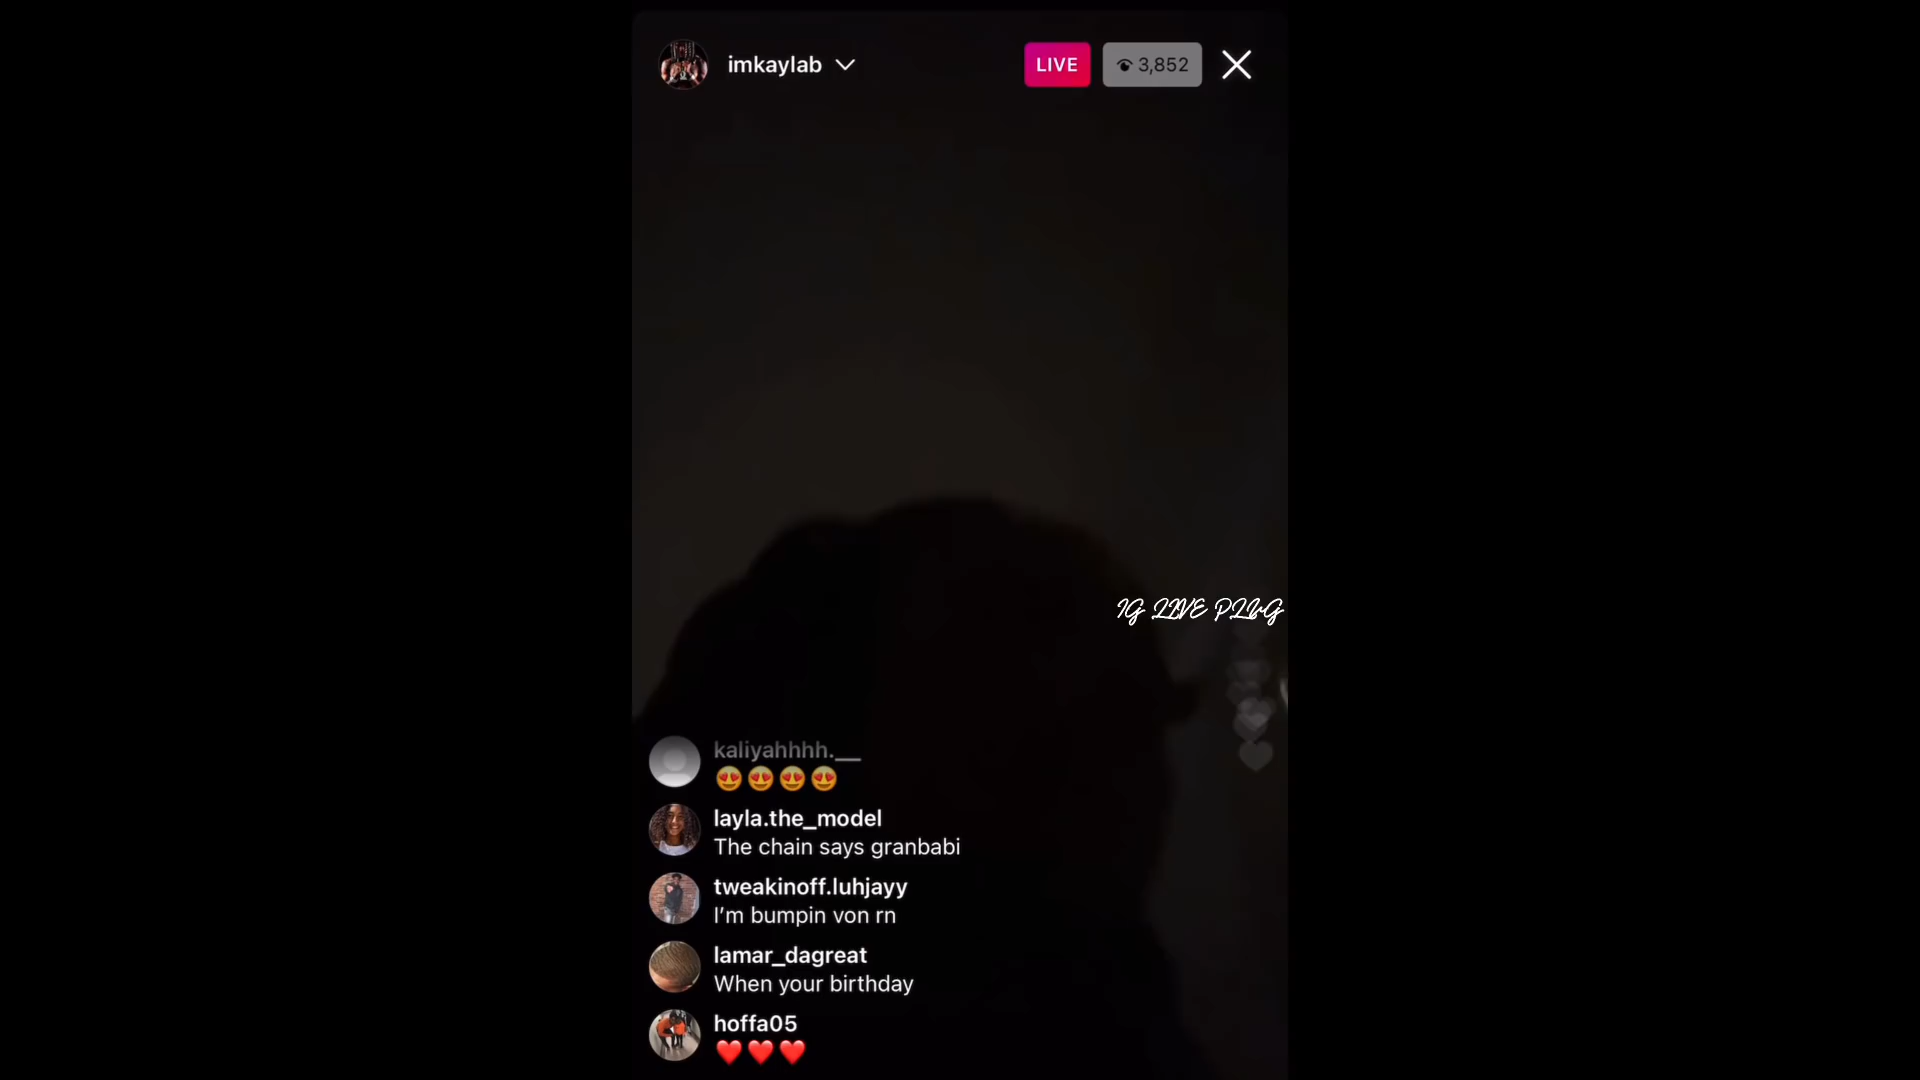 imkaylab
LIVE
3,852
IG LIVE PLUG
kaliyahhhh.__
😍😍😍😍
layla.the_model
The chain says granbabi
tweakinoff.luhjayy
I’m bumpin von rn
lamar_dagreat
When your birthday
hoffa05
❤️❤️❤️